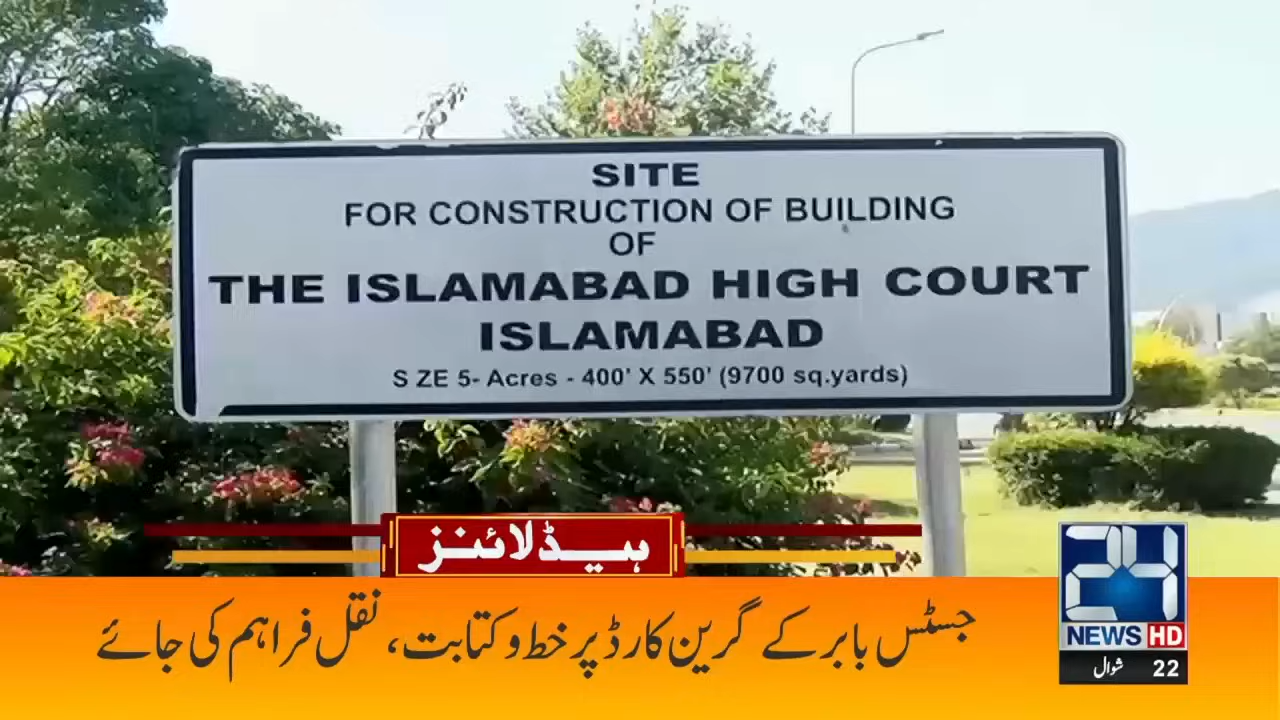 SITE
FOR CONSTRUCTION OF BUILDING
OF
THE ISLAMABAD HIGH COURT
ISLAMABAD
S ZE 5- Acres - 400' X 550' (9700 sq.yards)
ہیڈلائنز
جسٹس بابر کے گرین کارڈ پر خط و کتابت، نقل فراہم کی جائے
24
NEWS HD
22 شوال